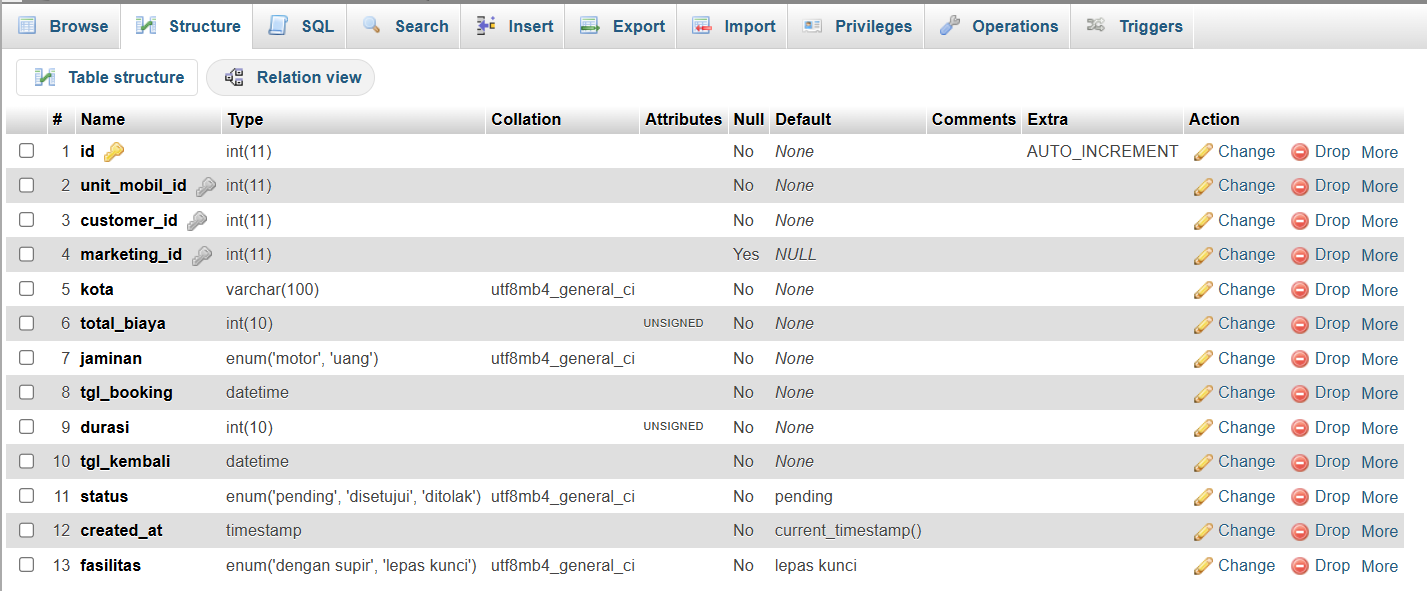 Browse Structure SQL Search Insert Export Import Privileges Operations Triggers
Table structure Relation view
# Name Type Collation Attributes Null Default Comments Extra Action
1 id int(11) No None AUTO_INCREMENT Change Drop More
2 unit_mobil_id int(11) No None Change Drop More
3 customer_id int(11) No None Change Drop More
4 marketing_id int(11) Yes NULL Change Drop More
5 kota varchar(100) utf8mb4_general_ci No None Change Drop More
6 total_biaya int(10) UNSIGNED No None Change Drop More
7 jaminan enum('motor', 'uang') utf8mb4_general_ci No None Change Drop More
8 tgl_booking datetime No None Change Drop More
9 durasi int(10) UNSIGNED No None Change Drop More
10 tgl_kembali datetime No None Change Drop More
11 status enum('pending', 'disetujui', 'ditolak') utf8mb4_general_ci No pending Change Drop More
12 created_at timestamp No current_timestamp() Change Drop More
13 fasilitas enum('dengan supir', 'lepas kunci') utf8mb4_general_ci No lepas kunci Change Drop More